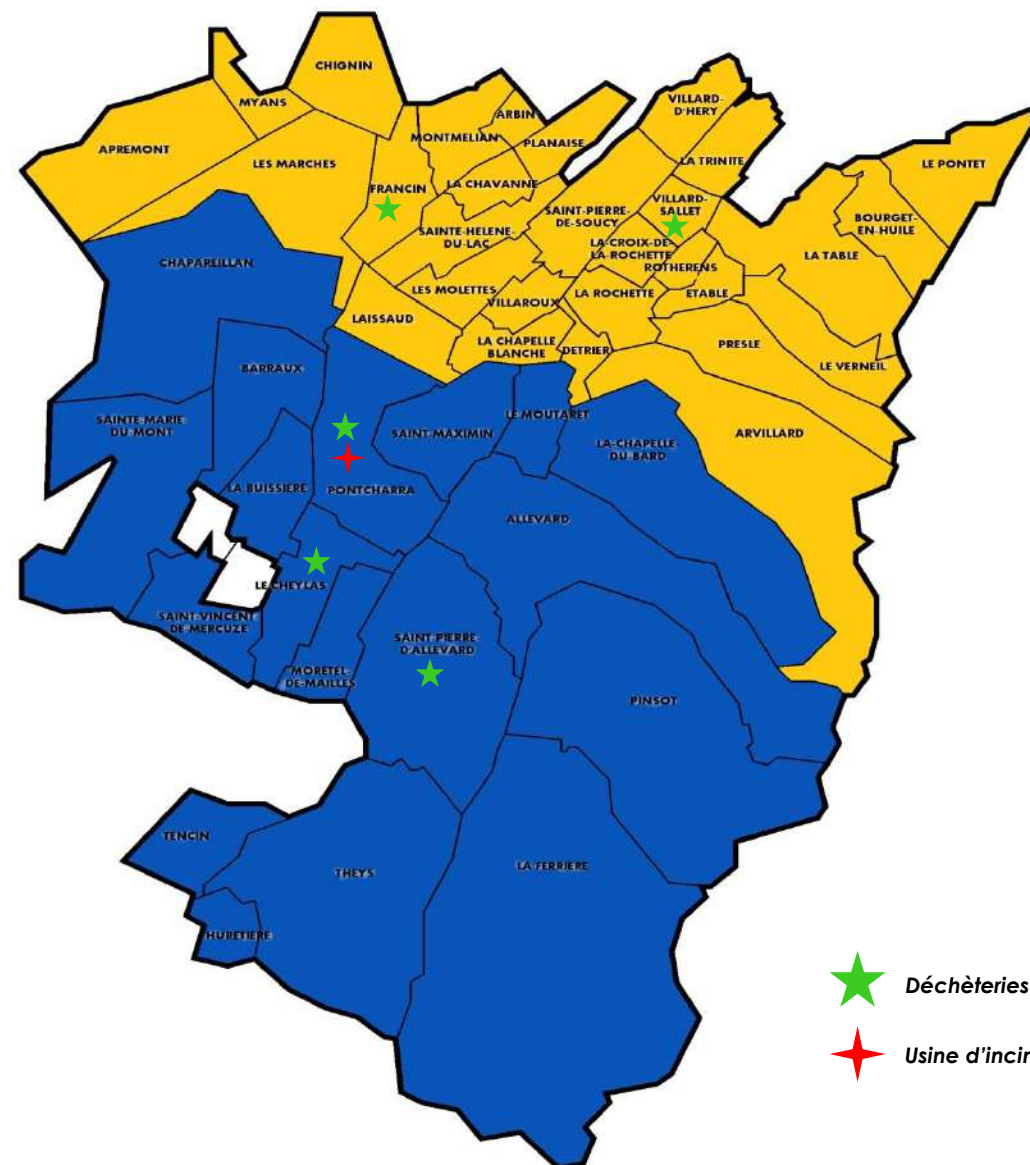 CHIGNIN
MYANS
APREMONT
LES MARCHES
MONTMELIAN
ARBIN
PLANAISE
VILLARD-
D'HERY
LA TRINITE
LE PONTET
FRANCIN
LA CHAVANNE
SAINTE-HELENE-
DU-LAC
SAINT-PIERRE-
DE-SOUCY
VILLARD-
SALLET
BOURGET-
EN-HUILE
LA TABLE
LA-CROIX-DE-
LA-ROCHETTE
ROTHERENS
CHAPAREILLAN
LES MOLETTES
VILLAROUX
LA ROCHETTE
ETABLE
LAISSAUD
LA CHAPELLE
BLANCHE
DETRIER
PRESLE
LE VERNEIL
BARRAUX
SAINTE-MARIE-
DU-MONT
SAINT-MAXIMIN
LE MOUTARET
LA-CHAPELLE-
DU-BARD
ARVILLARD
LA BUISSIERE
PONTCHARRA
ALLEVARD
LE CHEYLAS
SAINT-VINCENT
DE-MERCUZE
SAINT-PIERRE
D'ALLEVARD
MORETEL-
DE-MAILLES
PINSOT
TENCIN
THEYS
LA FERRIERE
HURETIERE
Déchèteries
Usine d'incin